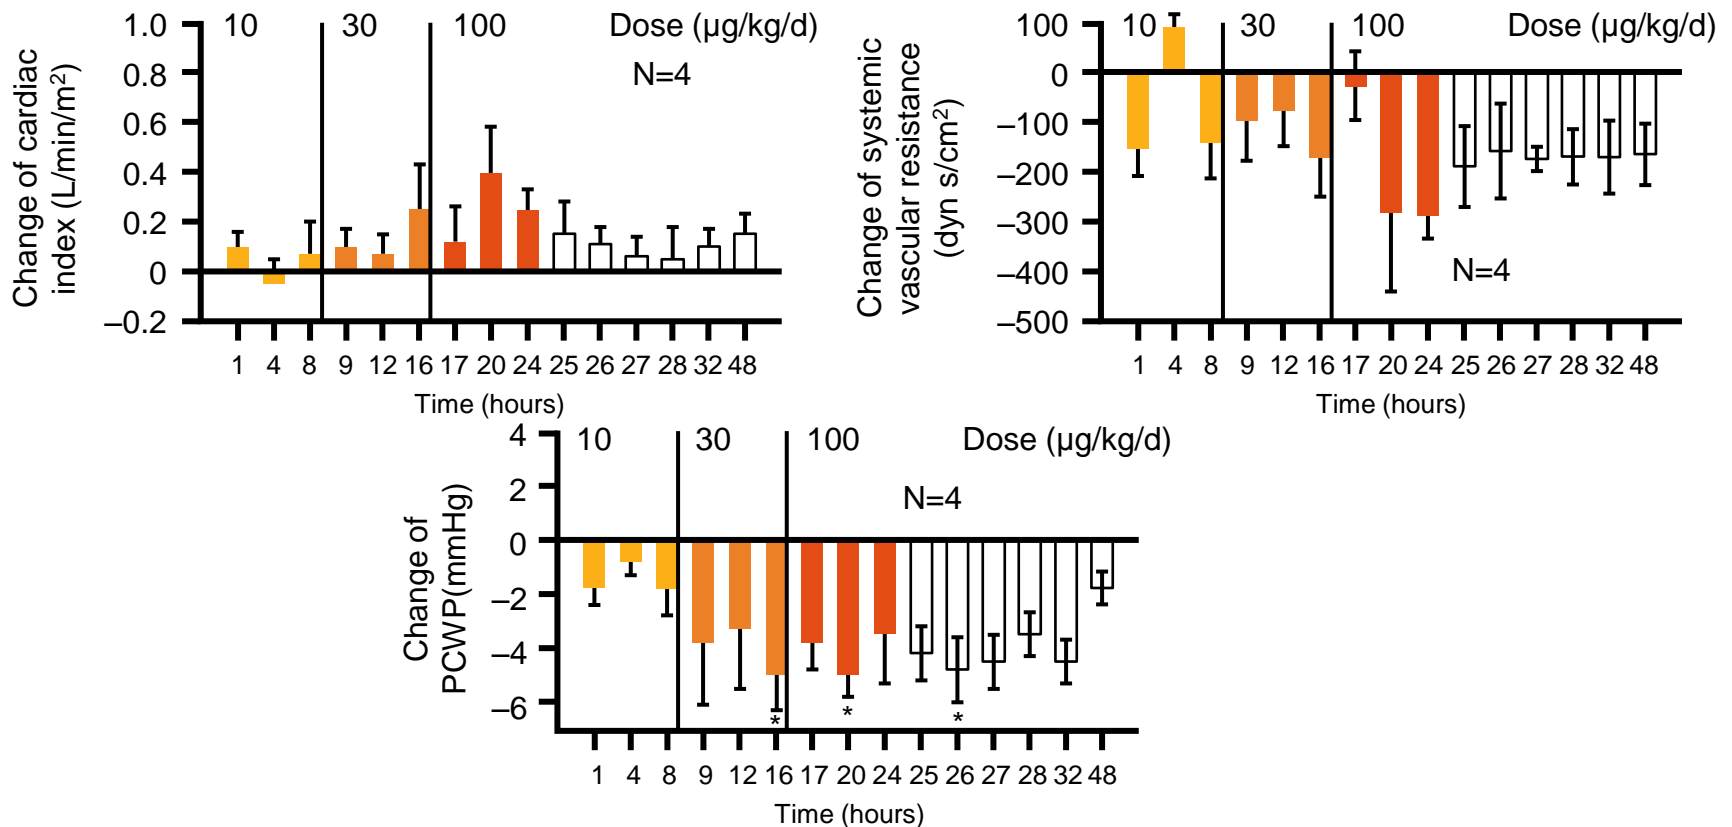 10 30 100 Dose (µg/kg/d)
N=4
Change of cardiac
index (L/min/m²)
1.0
0.8
0.6
0.4
0.2
0
–0.2
1 4 8 9 12 16 17 20 24 25 26 27 28 32 48
Time (hours)
10 30 100 Dose (µg/kg/d)
Change of systemic
vascular resistance
(dyn s/cm²)
100
0
–100
–200
–300
–400
–500
N=4
1 4 8 9 12 16 17 20 24 25 26 27 28 32 48
Time (hours)
10 30 100 Dose (µg/kg/d)
N=4
Change of
PCWP(mmHg)
4
2
0
–2
–4
–6
* * *
1 4 8 9 12 16 17 20 24 25 26 27 28 32 48
Time (hours)